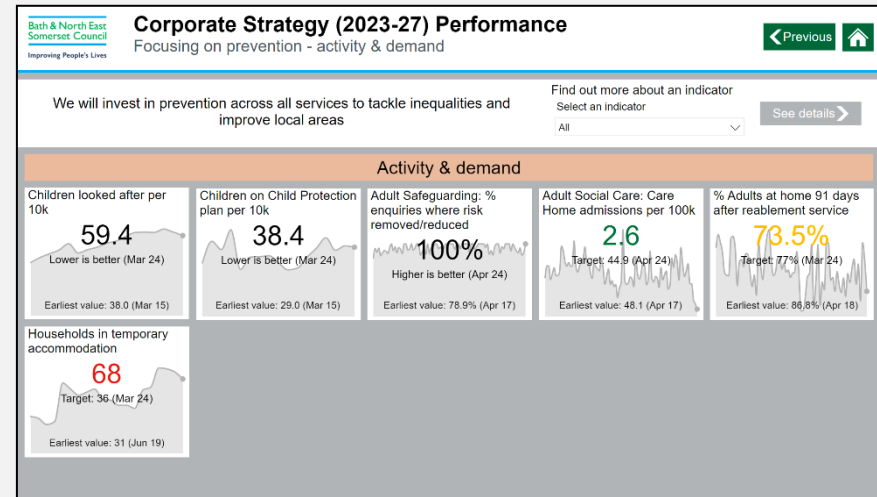 Bath & North East
Somerset Council
Improving People's Lives
Corporate Strategy (2023-27) Performance
Focusing on prevention - activity & demand
Previous
We will invest in prevention across all services to tackle inequalities and
improve local areas
Find out more about an indicator
Select an indicator
All
See details
Activity & demand
Children looked after per
10k
59.4
Lower is better (Mar 24)
Earliest value: 38.0 (Mar 15)
Children on Child Protection
plan per 10k
38.4
Lower is better (Mar 24)
Earliest value: 29.0 (Mar 15)
Adult Safeguarding: %
enquiries where risk
removed/reduced
100%
Higher is better (Apr 24)
Earliest value: 78.9% (Apr 17)
Adult Social Care: Care
Home admissions per 100k
2.6
Target: 44.9 (Apr 24)
Earliest value: 48.1 (Apr 17)
% Adults at home 91 days
after reablement service
73.5%
Target: 77% (Mar 24)
Earliest value: 86.8% (Apr 18)
Households in temporary
accommodation
68
Target: 36 (Mar 24)
Earliest value: 31 (Jun 19)